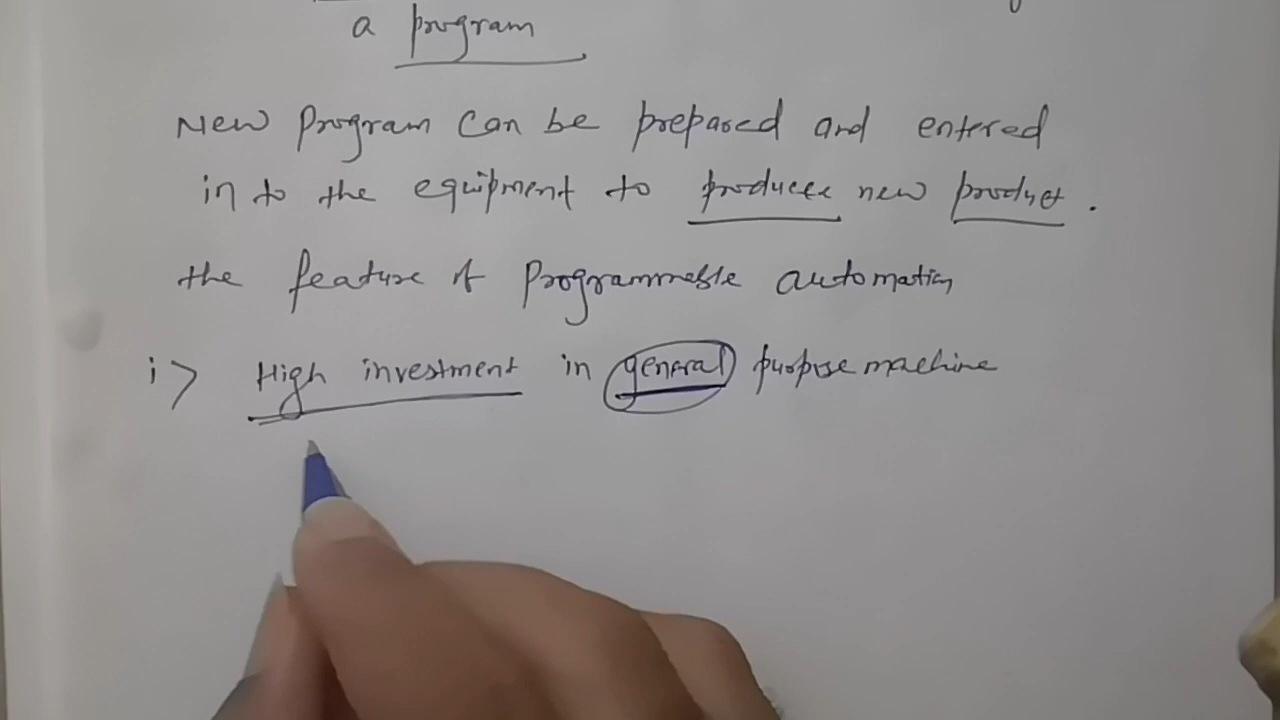 a program
New program can be prepared and entered
in to the equipment to produce new product.
the feature of programmable automation
i> High investment in general purpose machine